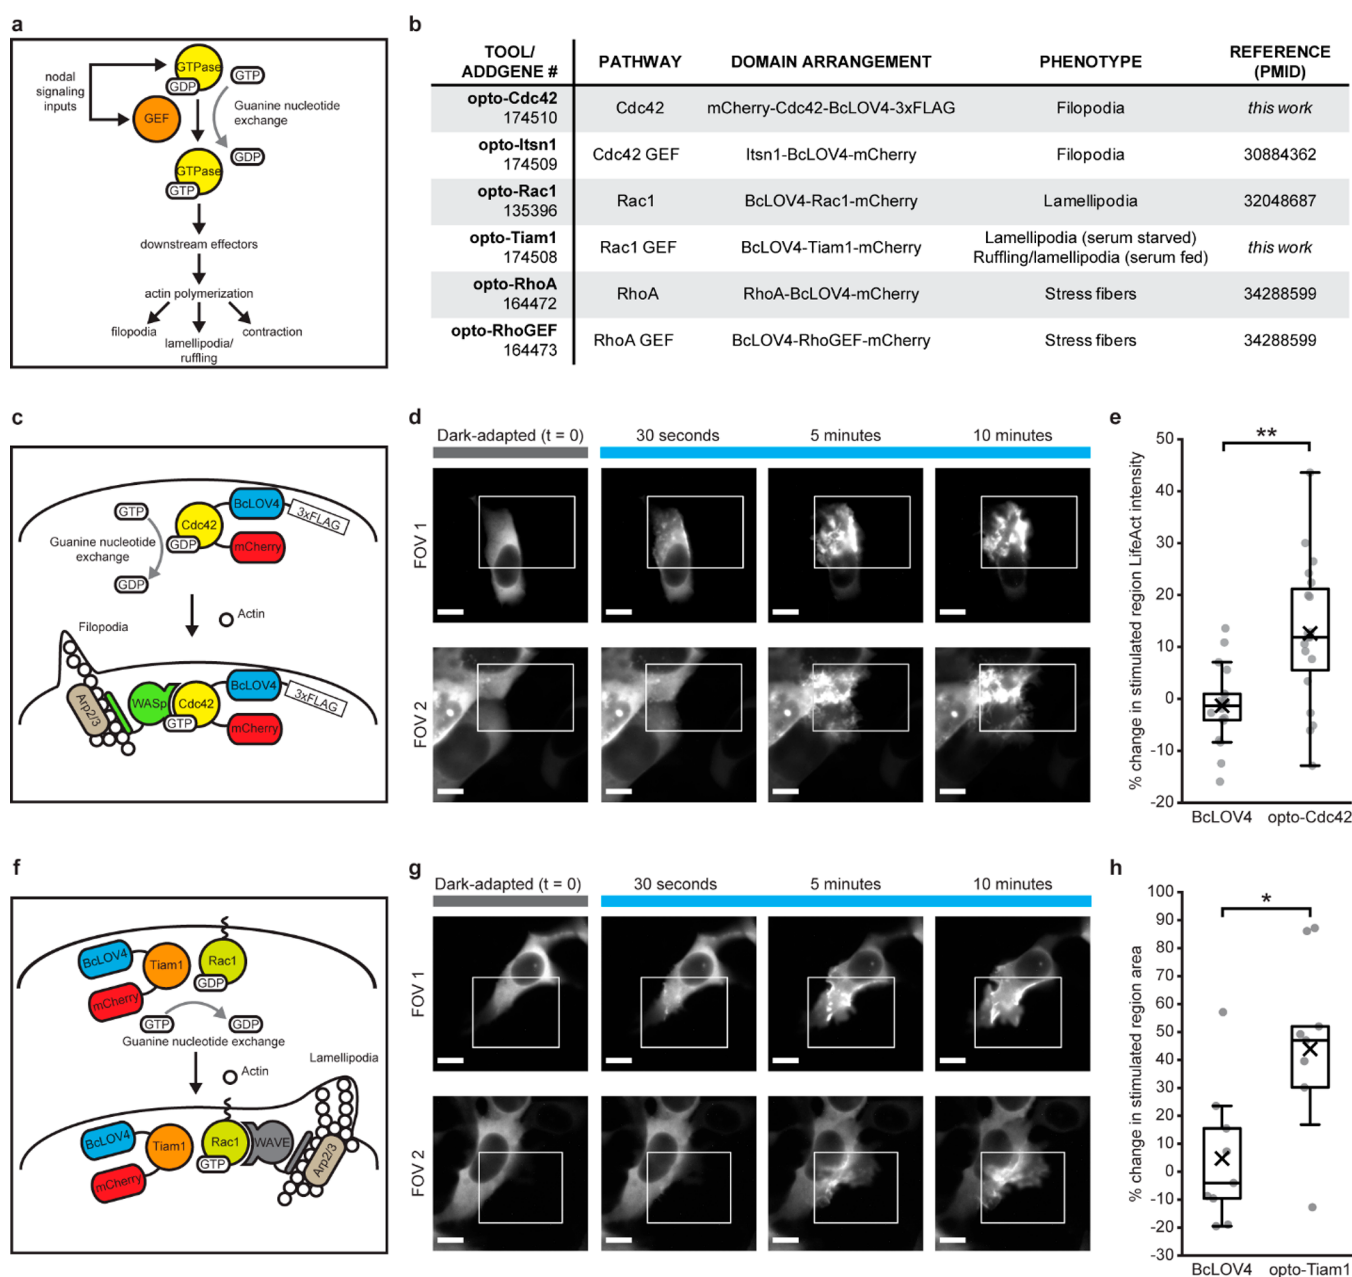 a
nodal
signaling
inputs
GTPase
GDP
GTP
GEF
Guanine nucleotide
exchange
GDP
GTPase
GTP
downstream effectors
actin polymerization
filopodia
contraction
lamellipodia/
ruffling
b
TOOL/
ADDGENE #
PATHWAY
DOMAIN ARRANGEMENT
PHENOTYPE
REFERENCE
(PMID)
opto-Cdc42
174510
Cdc42
mCherry-Cdc42-BcLOV4-3xFLAG
Filopodia
this work
opto-Itsn1
174509
Cdc42 GEF
Itsn1-BcLOV4-mCherry
Filopodia
30884362
opto-Rac1
135396
Rac1
BcLOV4-Rac1-mCherry
Lamellipodia
32048687
opto-Tiam1
174508
Rac1 GEF
BcLOV4-Tiam1-mCherry
Lamellipodia (serum starved)
Ruffling/lamellipodia (serum fed)
this work
opto-RhoA
164472
RhoA
RhoA-BcLOV4-mCherry
Stress fibers
34288599
opto-RhoGEF
164473
RhoA GEF
BcLOV4-RhoGEF-mCherry
Stress fibers
34288599
c
GTP
Guanine nucleotide
exchange
GDP
Cdc42
GDP
BcLOV4
3xFLAG
mCherry
Actin
Filopodia
Arp2/3
WASp
Cdc42
GTP
BcLOV4
3xFLAG
mCherry
d
Dark-adapted (t = 0)
30 seconds
5 minutes
10 minutes
FOV 1
FOV 2
e
% change in stimulated region LifeAct intensity
50
40
30
20
10
0
-10
-20
**
BcLOV4
opto-Cdc42
f
BcLOV4
Tiam1
mCherry
Rac1
GDP
GTP
GDP
Guanine nucleotide exchange
Actin
Lamellipodia
BcLOV4
Tiam1
mCherry
Rac1
GTP
WAVE
Arp2/3
g
Dark-adapted (t = 0)
30 seconds
5 minutes
10 minutes
FOV 1
FOV 2
h
% change in stimulated region area
100
90
80
70
60
50
40
30
20
10
0
-10
-20
-30
*
BcLOV4
opto-Tiam1